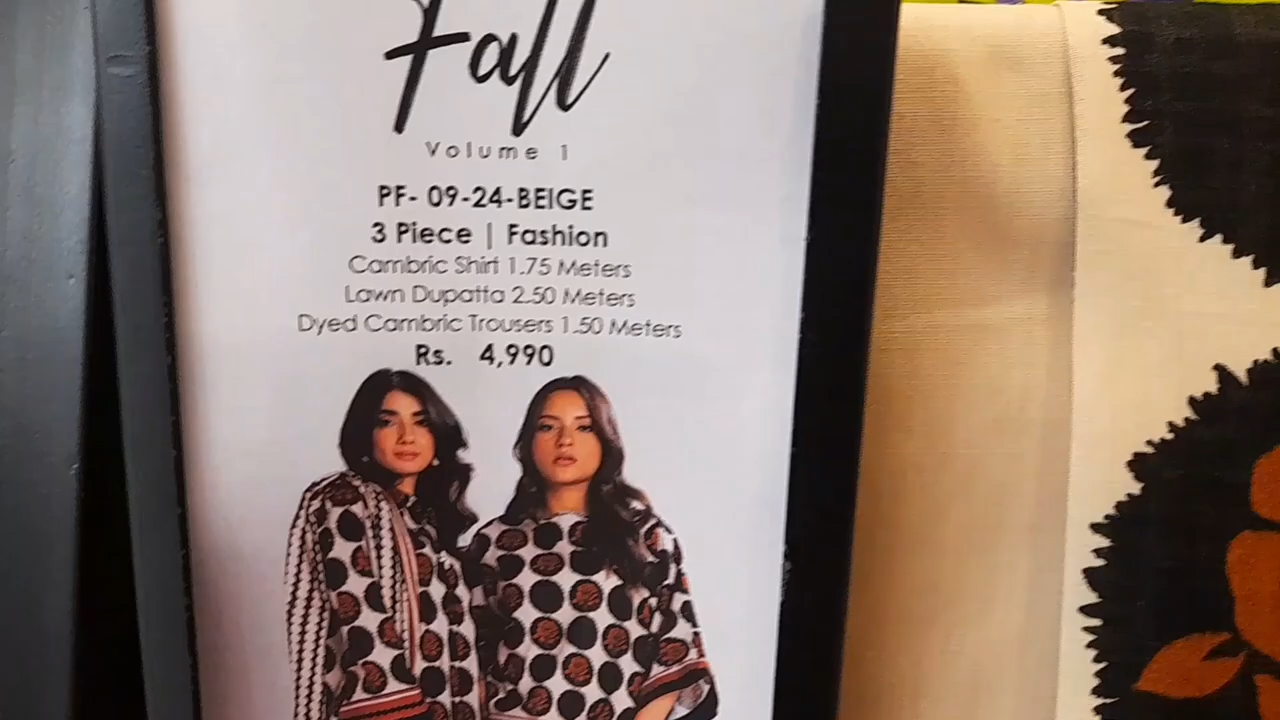 Fall
Volume 1
PF- 09-24-BEIGE
3 Piece | Fashion
Cambric Shirt 1.75 Meters
Lawn Dupatta 2.50 Meters
Dyed Cambric Trousers 1.50 Meters
Rs. 4,990